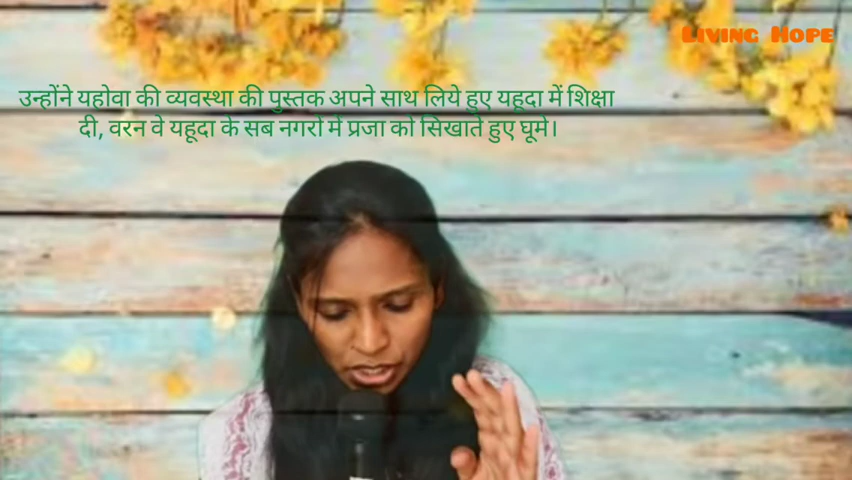 Living Hope
उन्होंने यहोवा की व्यवस्था की पुस्तक अपने साथ लिये हुए यहूदा में शिक्षा
दी, वरन वे यहूदा के सब नगरों में प्रजा को सिखाते हुए घूमे।